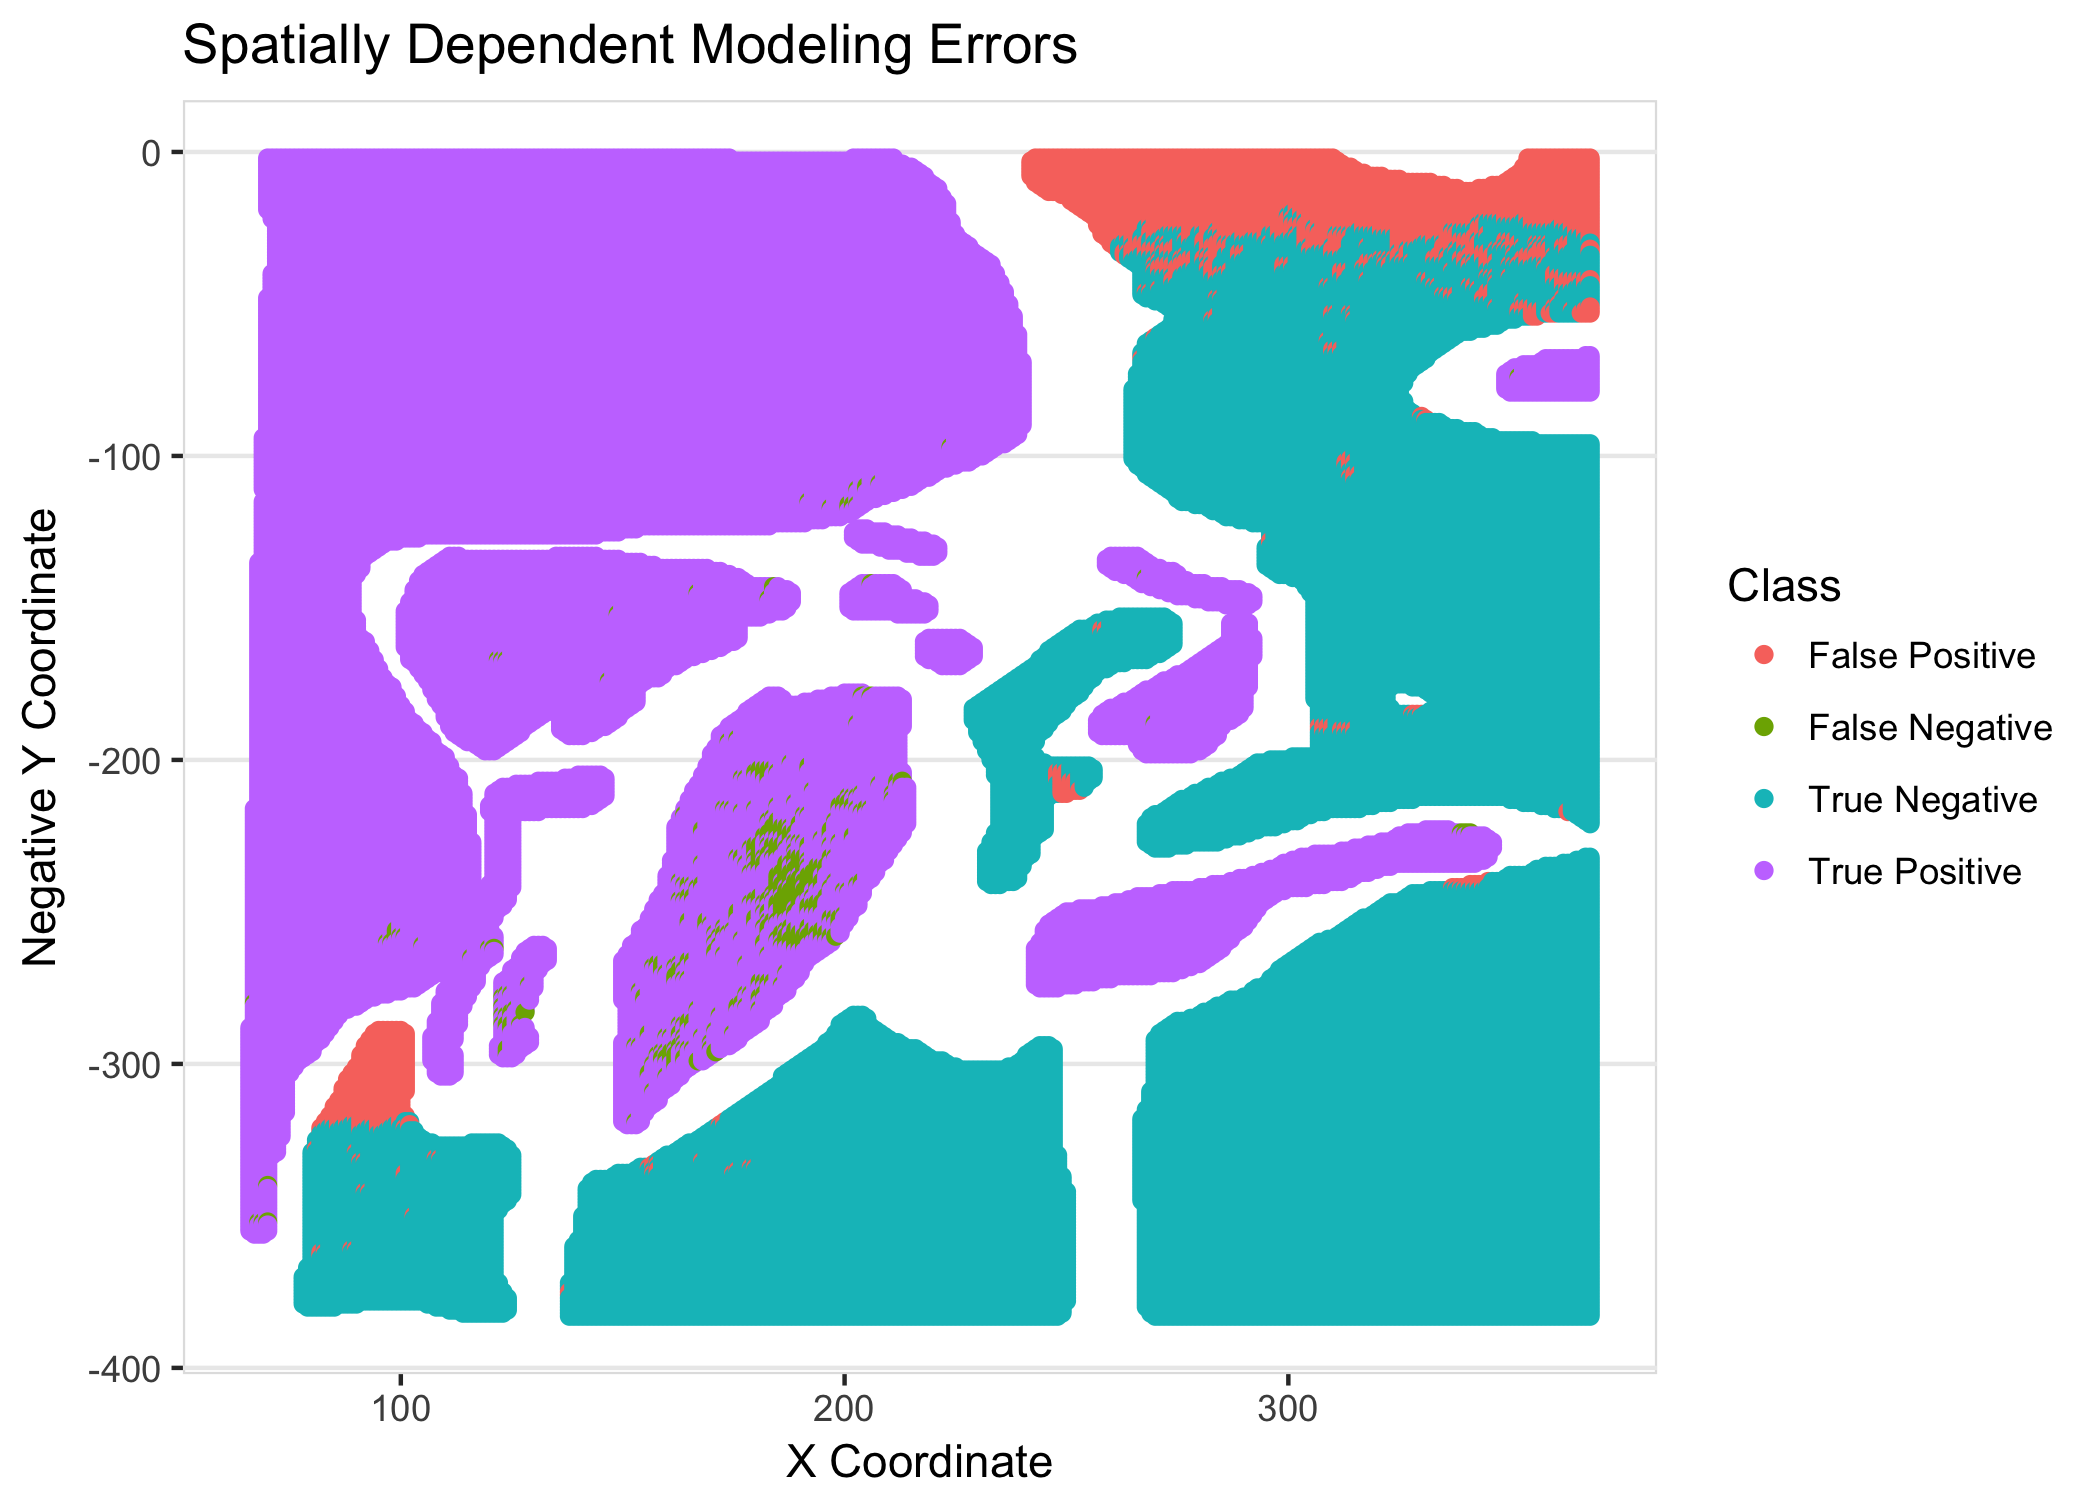 Spatially Dependent Modeling Errors
0
-100
-200
-300
-400
100
200
300
X Coordinate
Negative Y Coordinate
Class
False Positive
False Negative
True Negative
True Positive